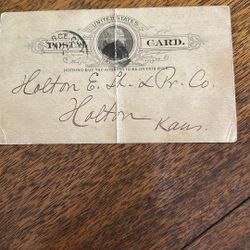 UNITED STATES
POSTAL CARD.
NOTHING BUT THE ADDRESS TO BE ON THIS SIDE
Holton E. Lt. & Pr. Co.
Holton
Kans.